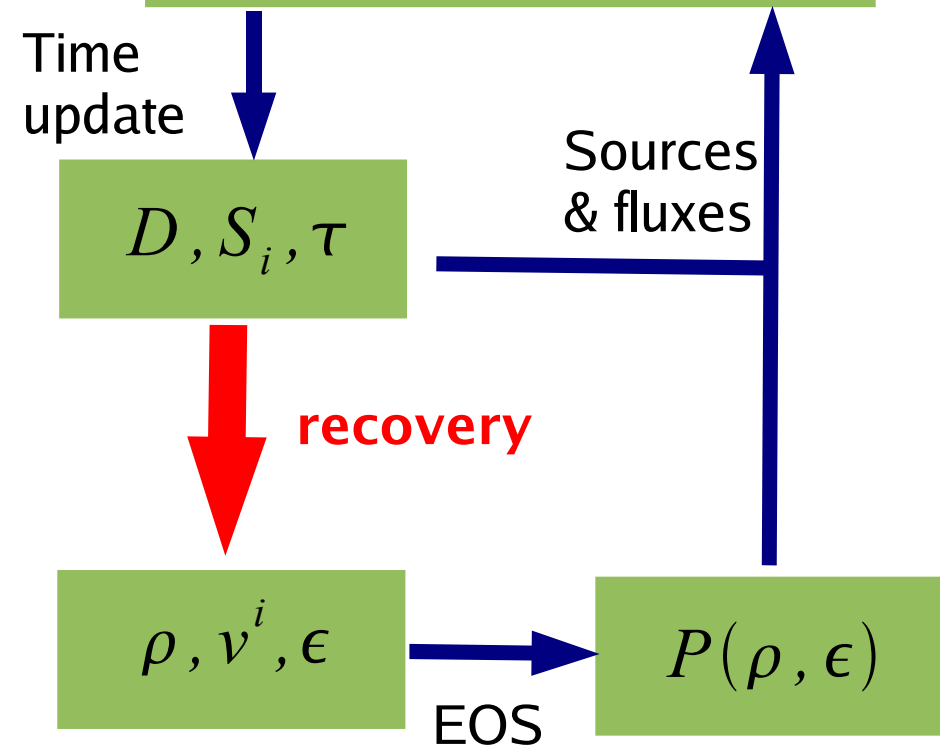 Time
update
Sources
& fluxes
D , S_i , τ
recovery
ρ , v^i , ϵ
P(ρ , ϵ)
EOS